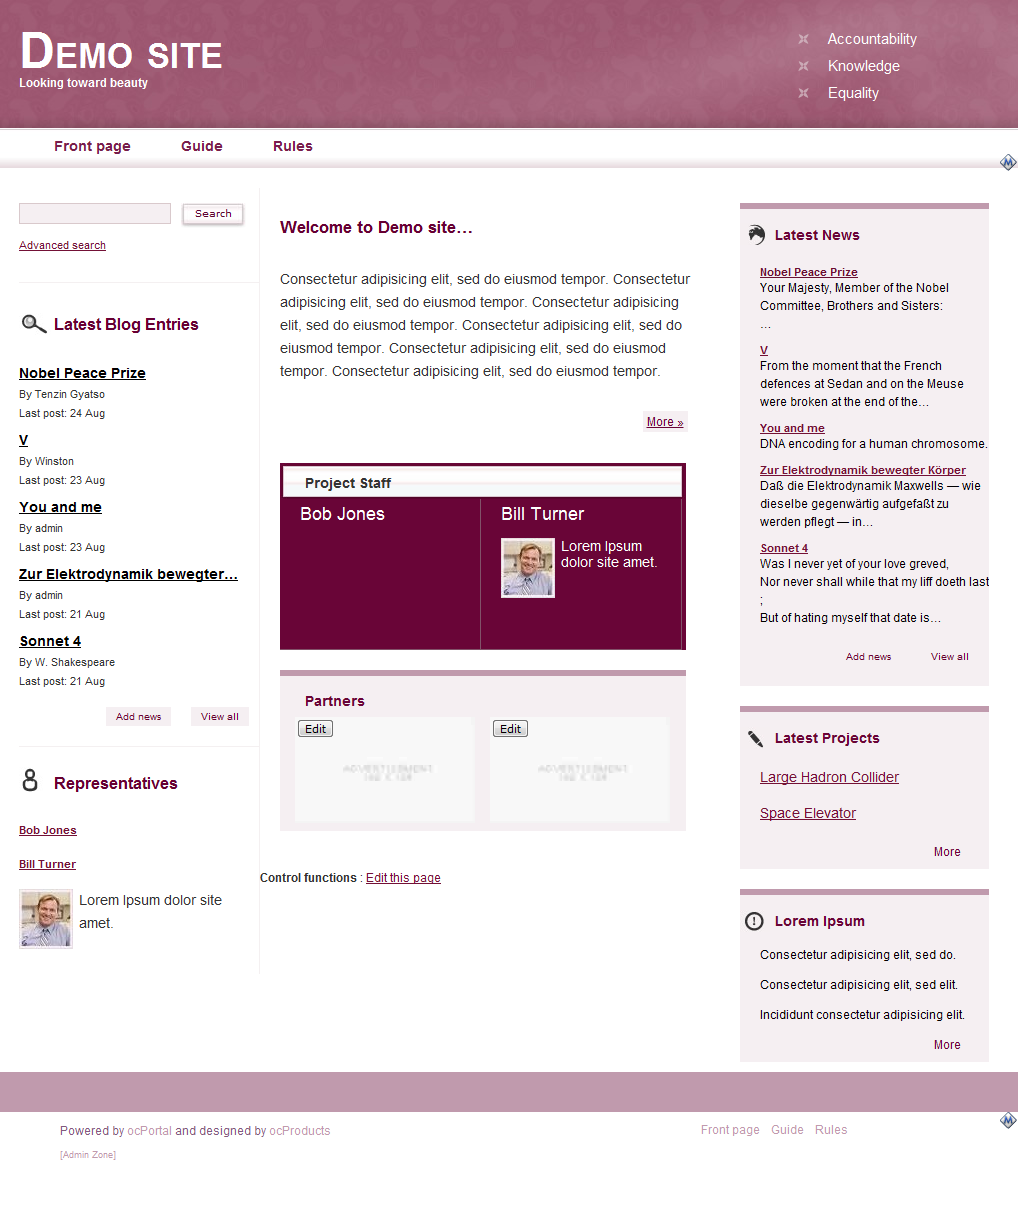 Demo site
Looking toward beauty
Accountability
Knowledge
Equality
Front page Guide Rules
Search
Advanced search
Latest Blog Entries
Nobel Peace Prize
By Tenzin Gyatso
Last post: 24 Aug
V
By Winston
Last post: 23 Aug
You and me
By admin
Last post: 23 Aug
Zur Elektrodynamik bewegter…
By admin
Last post: 21 Aug
Sonnet 4
By W. Shakespeare
Last post: 21 Aug
Add news View all
Representatives
Bob Jones
Bill Turner
Lorem Ipsum dolor site
amet.
Welcome to Demo site…
Consectetur adipisicing elit, sed do eiusmod tempor. Consectetur
adipisicing elit, sed do eiusmod tempor. Consectetur adipisicing
elit, sed do eiusmod tempor. Consectetur adipisicing elit, sed do
eiusmod tempor. Consectetur adipisicing elit, sed do eiusmod
tempor. Consectetur adipisicing elit, sed do eiusmod tempor.
More »
Project Staff
Bob Jones
Bill Turner
Lorem Ipsum
dolor site amet.
Partners
Edit
ADVERTISEMENT
160 X 120
Edit
ADVERTISEMENT
160 X 120
Control functions : Edit this page
Latest News
Nobel Peace Prize
Your Majesty, Member of the Nobel
Committee, Brothers and Sisters:
…
V
From the moment that the French
defences at Sedan and on the Meuse
were broken at the end of the…
You and me
DNA encoding for a human chromosome.
Zur Elektrodynamik bewegter Körper
Daß die Elektrodynamik Maxwells — wie
dieselbe gegenwärtig aufgefaßt zu
werden pflegt — in…
Sonnet 4
Was I never yet of your love greved,
Nor never shall while that my liff doeth last
;
But of hating myself that date is…
Add news View all
Latest Projects
Large Hadron Collider
Space Elevator
More
Lorem Ipsum
Consectetur adipisicing elit, sed do.
Consectetur adipisicing elit, sed elit.
Incididunt consectetur adipisicing elit.
More
M
Powered by ocPortal and designed by ocProducts
[Admin Zone]
Front page Guide Rules
M